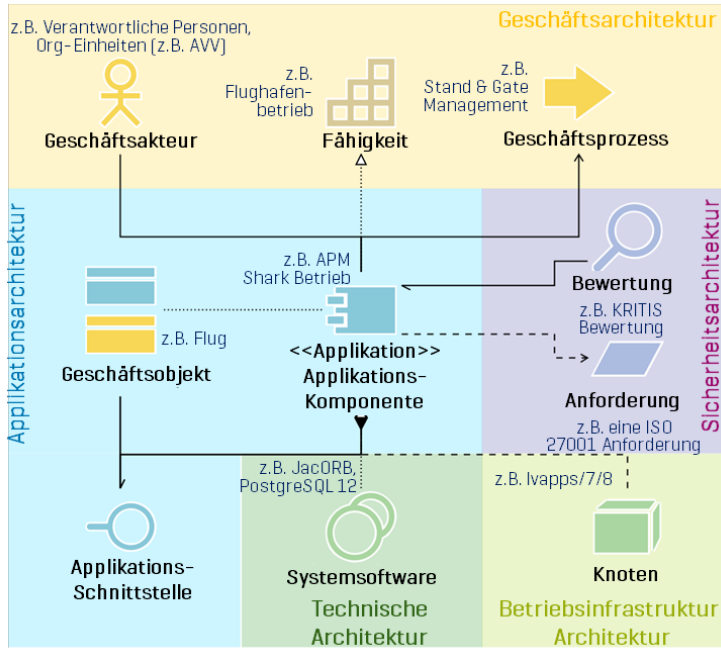 Geschäftsarchitektur
z.B. Verantwortliche Personen,
Org-Einheiten (z.B. AVV)
Geschäftsakteur
z.B.
Flughafen-
betrieb
Fähigkeit
z.B.
Stand & Gate
Management
Geschäftsprozess
Applikationsarchitektur
z.B. APM
Shark Betrieb
z.B. Flug
Geschäftsobjekt
<<Applikation>>
Applikations-
Komponente
Sicherheitsarchitektur
Bewertung
z.B. KRITIS
Bewertung
Anforderung
z.B. eine ISO
27001 Anforderung
Applikations-
Schnittstelle
z.B. JacORB,
PostgreSQL 12
Systemsoftware
Technische
Architektur
z.B. lvapps/7/8
Knoten
Betriebsinfrastruktur
Architektur